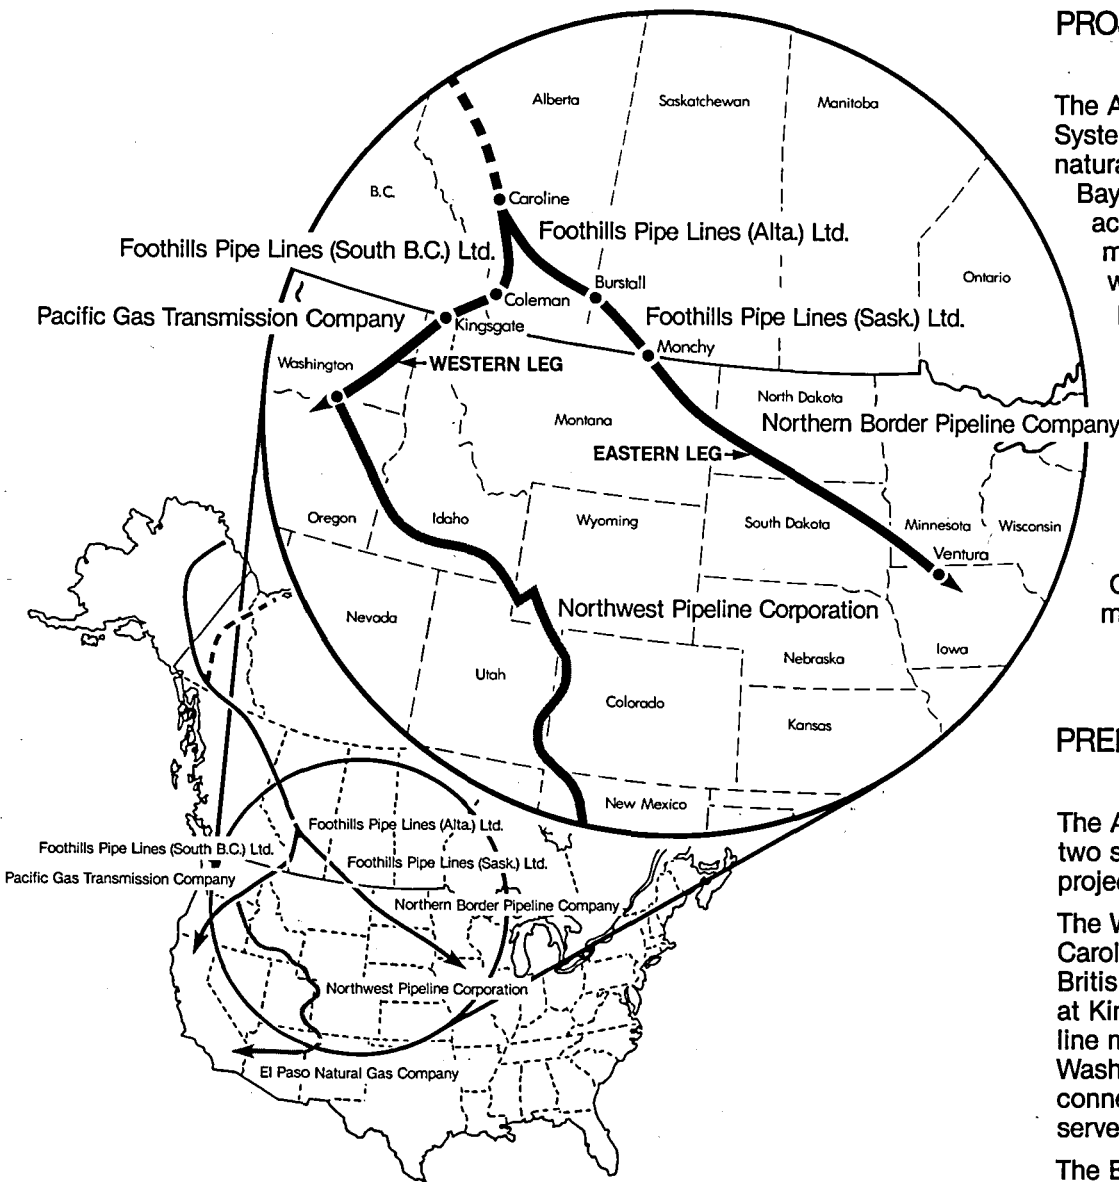 Alberta
Saskatchewan
Manitoba
B.C.
Caroline
Foothills Pipe Lines (Alta.) Ltd.
Foothills Pipe Lines (South B.C.) Ltd.
Ontario
Burstall
Coleman
Pacific Gas Transmission Company
Kingsgate
Foothills Pipe Lines (Sask.) Ltd.
Monchy
Washington
WESTERN LEG
North Dakota
Montana
Northern Border Pipeline Company
EASTERN LEG
Oregon
Idaho
Wyoming
South Dakota
Minnesota
Wisconsin
Ventura
Northwest Pipeline Corporation
Nevada
Nebraska
Iowa
Utah
Colorado
Kansas
New Mexico
Foothills Pipe Lines (Alta.) Ltd.
Foothills Pipe Lines (South B.C.) Ltd.
Foothills Pipe Lines (Sask.) Ltd.
Pacific Gas Transmission Company
Northern Border Pipeline Company
Northwest Pipeline Corporation
El Paso Natural Gas Company
PRO
The A
Syste
natura
Bay
ac
m
w
m
PRE
The A
two s
projec
The W
Carol
Britis
at Kin
line m
Wash
conne
serve
The E